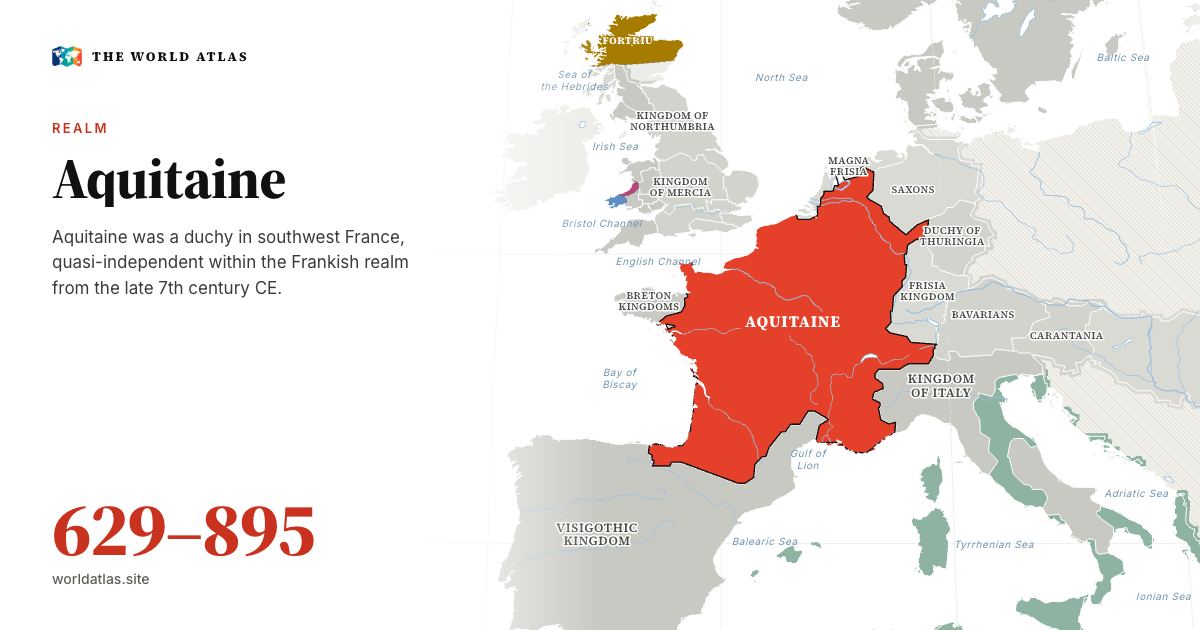 THE WORLD ATLAS
REALM
Aquitaine
Aquitaine was a duchy in southwest France,
quasi-independent within the Frankish realm
from the late 7th century CE.
629–895
worldatlas.site
FORTRIU
Sea of
the Hebrides
North Sea
Baltic Sea
KINGDOM OF
NORTHUMBRIA
Irish Sea
MAGNA
FRISIA
KINGDOM
OF MERCIA
SAXONS
Bristol Channel
DUCHY OF
THURINGIA
English Channel
BRETON
KINGDOMS
FRISIA
KINGDOM
BAVARIANS
AQUITAINE
CARANTANIA
Bay of
Biscay
KINGDOM
OF ITALY
Gulf of
Lion
Adriatic Sea
VISIGOTHIC
KINGDOM
Balearic Sea
Tyrrhenian Sea
Ionian Sea